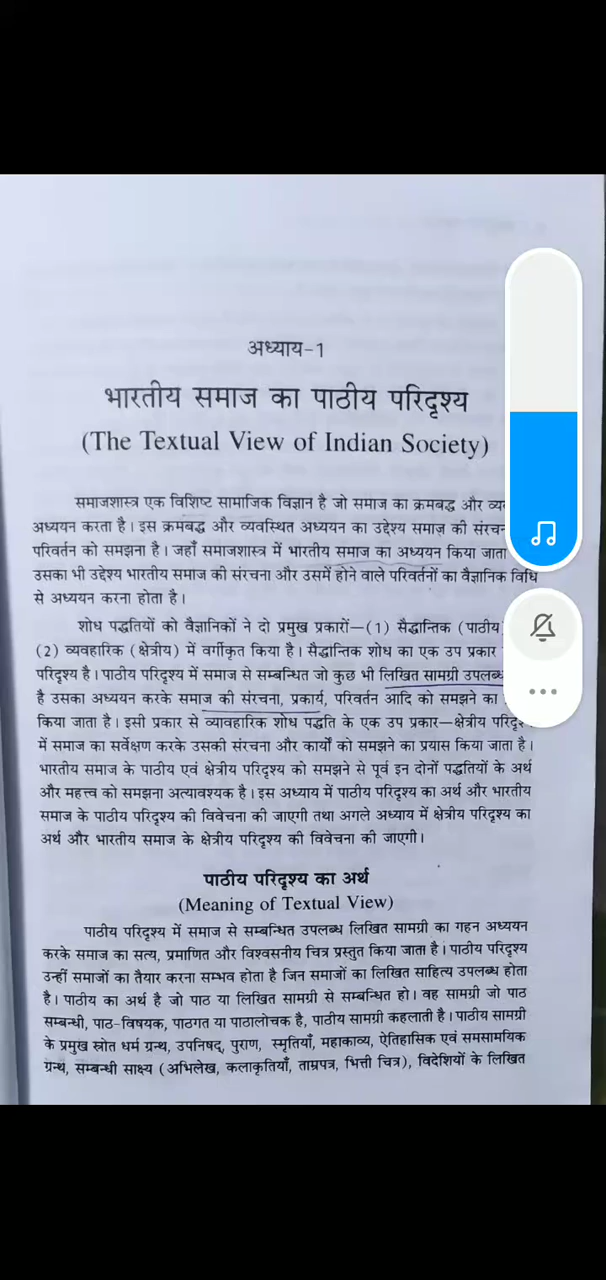 अध्याय-1
भारतीय समाज का पाठीय परिदृश्य
(The Textual View of Indian Society)
समाजशास्त्र एक विशिष्ट सामाजिक विज्ञान है जो समाज का क्रमबद्ध और
अध्ययन करता है। इस क्रमबद्ध और व्यवस्थित अध्ययन का उद्देश्य समाज़ की
परिवर्तन को समझना है। जहाँ समाजशास्त्र में भारतीय समाज का अध्ययन किया जाता
उसका भी उद्देश्य भारतीय समाज की संरचना और उसमें होने वाले परिवर्तनों का वैज्ञानिक विधि
से अध्ययन करना होता है।
शोध पद्धतियों को वैज्ञानिकों ने दो प्रमुख प्रकारों—(1) सैद्धान्तिक (पाठीय
(2) व्यवहारिक (क्षेत्रीय) में वर्गीकृत किया है। सैद्धान्तिक शोध का एक उप प्रकार
परिदृश्य है। पाठीय परिदृश्य में समाज से सम्बन्धित जो कुछ भी लिखित सामग्री
है उसका अध्ययन करके समाज की संरचना, प्रकार्य, परिवर्तन आदि को समझने का
किया जाता है। इसी प्रकार से व्यावहारिक शोध पद्धति के एक उप प्रकार—क्षेत्रीय
में समाज का सर्वेक्षण करके उसकी संरचना और कार्यों को समझने का प्रयास किया जाता है।
भारतीय समाज के पाठीय एवं क्षेत्रीय परिदृश्य को समझने से पूर्व इन दोनों पद्धतियों के अर्थ
और महत्त्व को समझना अत्यावश्यक है। इस अध्याय में पाठीय परिदृश्य का अर्थ और भारतीय
समाज के पाठीय परिदृश्य की विवेचना की जाएगी तथा अगले अध्याय में क्षेत्रीय परिदृश्य का
अर्थ और भारतीय समाज के क्षेत्रीय परिदृश्य की विवेचना की जाएगी।
पाठीय परिदृश्य का अर्थ
(Meaning of Textual View)
पाठीय परिदृश्य में समाज से सम्बन्धित उपलब्ध लिखित सामग्री का गहन अध्ययन
करके समाज का सत्य, प्रमाणित और विश्वसनीय चित्र प्रस्तुत किया जाता है। पाठीय परिदृश्य
उन्हीं समाजों का तैयार करना सम्भव होता है जिन समाजों का लिखित साहित्य उपलब्ध होता
है। पाठीय का अर्थ है जो पाठ या लिखित सामग्री से सम्बन्धित हो। वह सामग्री जो पाठ
सम्बन्धी, पाठ-विषयक, पाठगत या पाठालोचक है, पाठीय सामग्री कहलाती है। पाठीय सामग्री
के प्रमुख स्रोत धर्म ग्रन्थ, उपनिषद्, पुराण, स्मृतियाँ, महाकाव्य, ऐतिहासिक एवं समसामयिक
ग्रन्थ, सम्बन्धी साक्ष्य (अभिलेख, कलाकृतियाँ, ताम्रपत्र, भित्ती चित्र), विदेशियों के लिखित